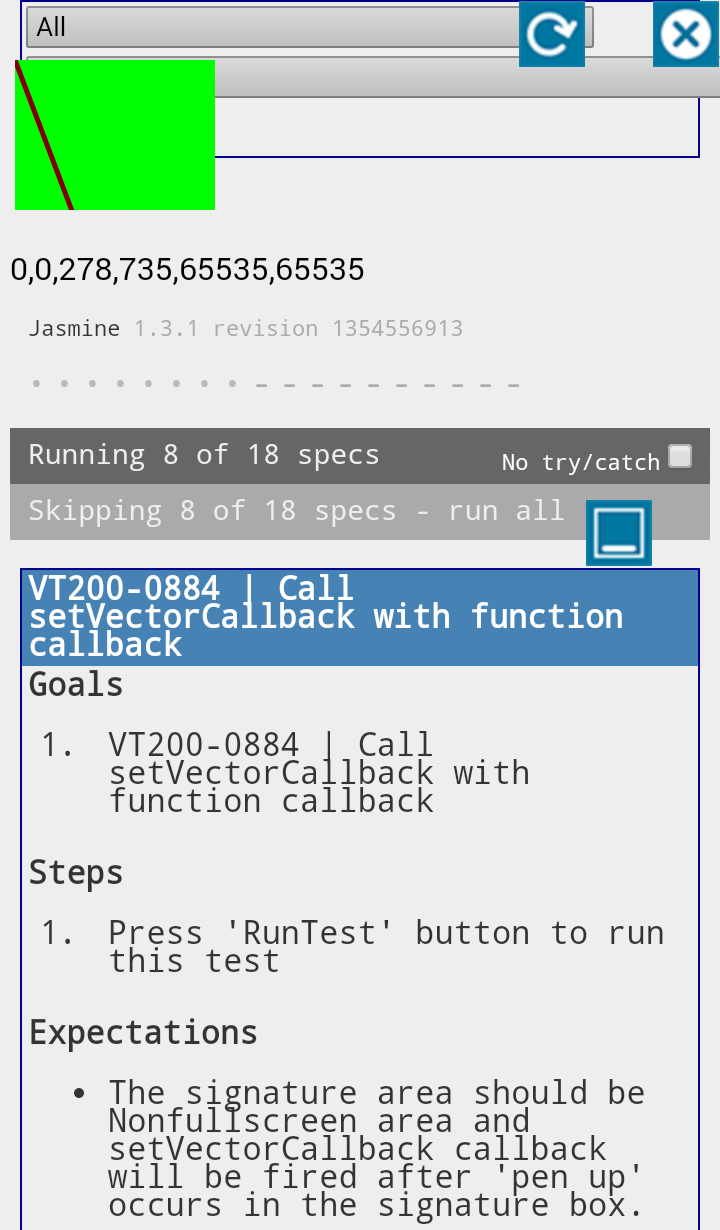 All
0,0,278,735,65535,65535
Jasmine 1.3.1 revision 1354556913
Running 8 of 18 specs
No try/catch
Skipping 8 of 18 specs - run all
VT200-0884 | Call
setVectorCallback with function
callback
Goals
1. VT200-0884 | Call
setVectorCallback with
function callback
Steps
1. Press 'RunTest' button to run
this test
Expectations
• The signature area should be
Nonfullscreen area and
setVectorCallback callback
will be fired after 'pen up'
occurs in the signature box.